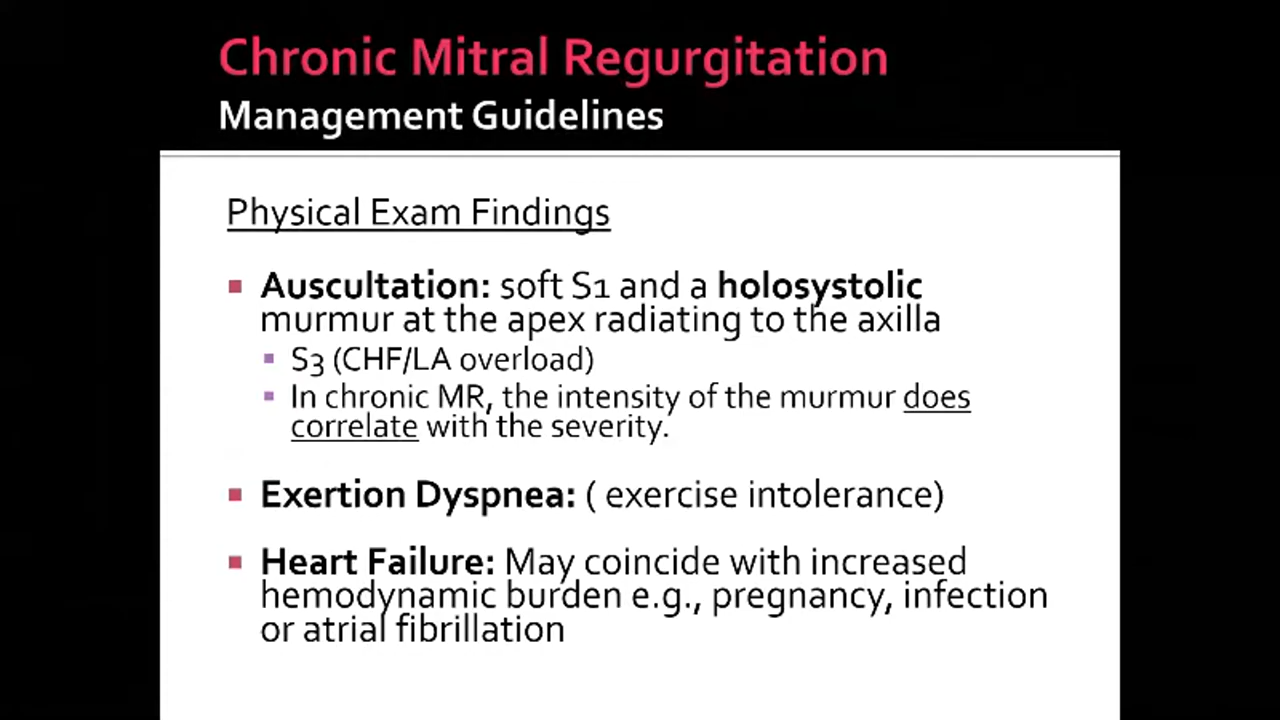 Chronic Mitral Regurgitation
Management Guidelines
Physical Exam Findings
Auscultation: soft S1 and a holosystolic
murmur at the apex radiating to the axilla
S3 (CHF/LA overload)
In chronic MR, the intensity of the murmur does
correlate with the severity.
Exertion Dyspnea: ( exercise intolerance)
Heart Failure: May coincide with increased
hemodynamic burden e.g., pregnancy, infection
or atrial fibrillation